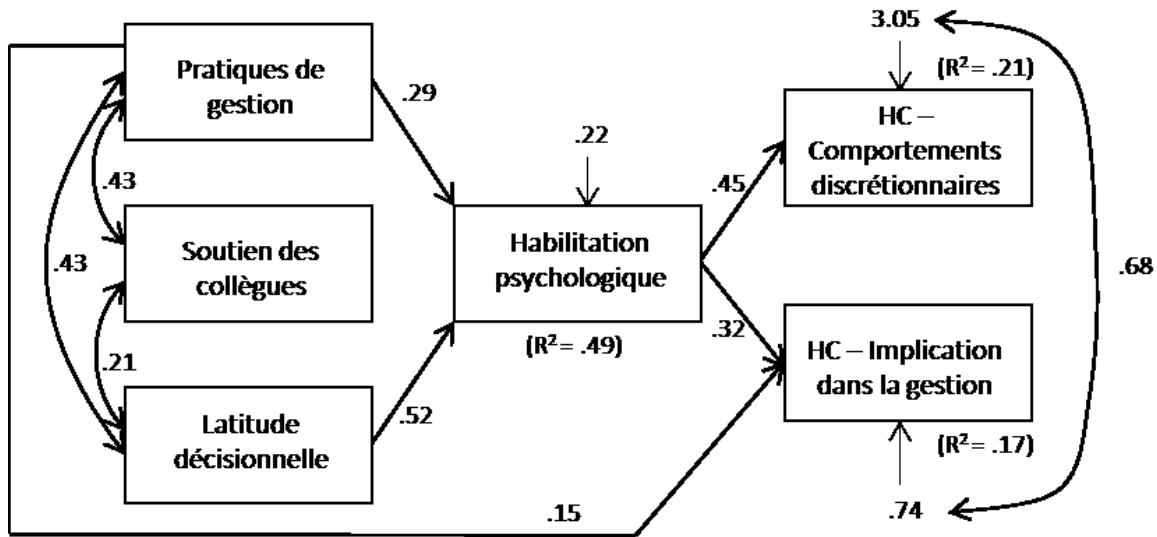 3.05
(R² = .21)
Pratiques de
gestion
.29
HC –
Comportements
discrétionnaires
.22
.43
.45
Soutien des
collègues
Habilitation
psychologique
.43
.68
(R² = .49)
.32
HC – Implication
dans la gestion
.21
Latitude
décisionnelle
.52
(R² = .17)
.15
.74